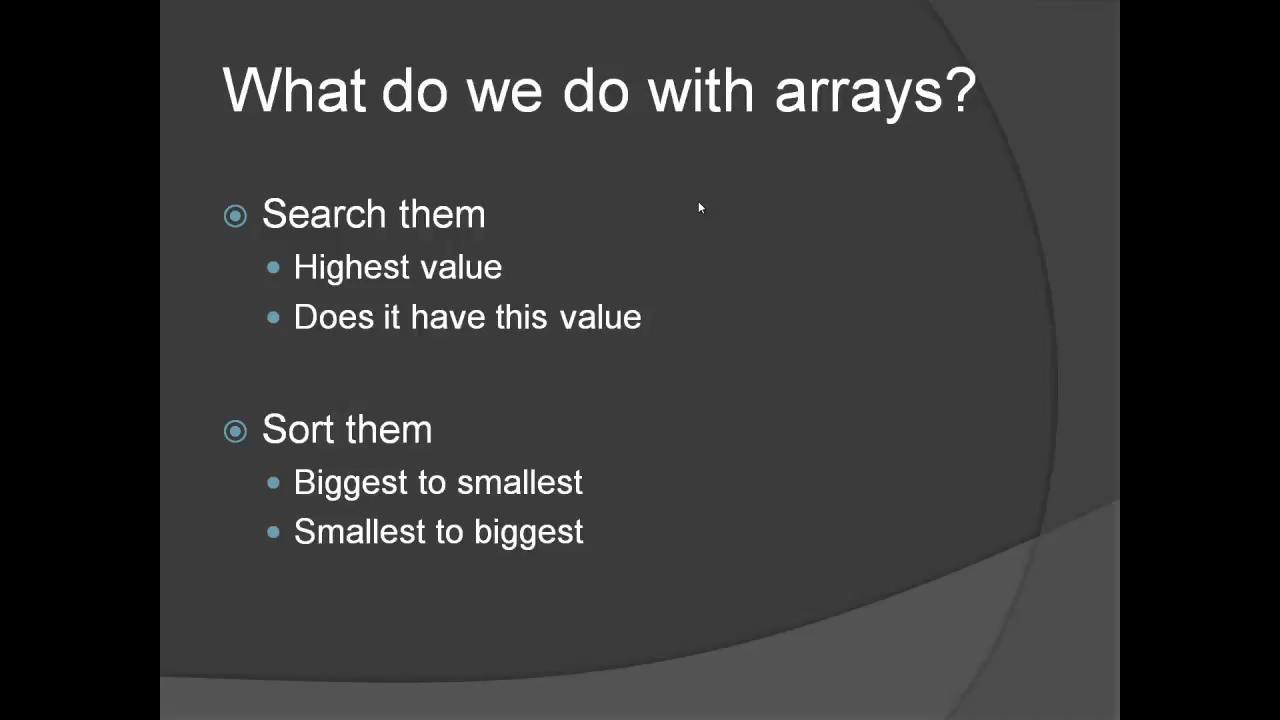 What do we do with arrays?
Search them
Highest value
Does it have this value
Sort them
Biggest to smallest
Smallest to biggest